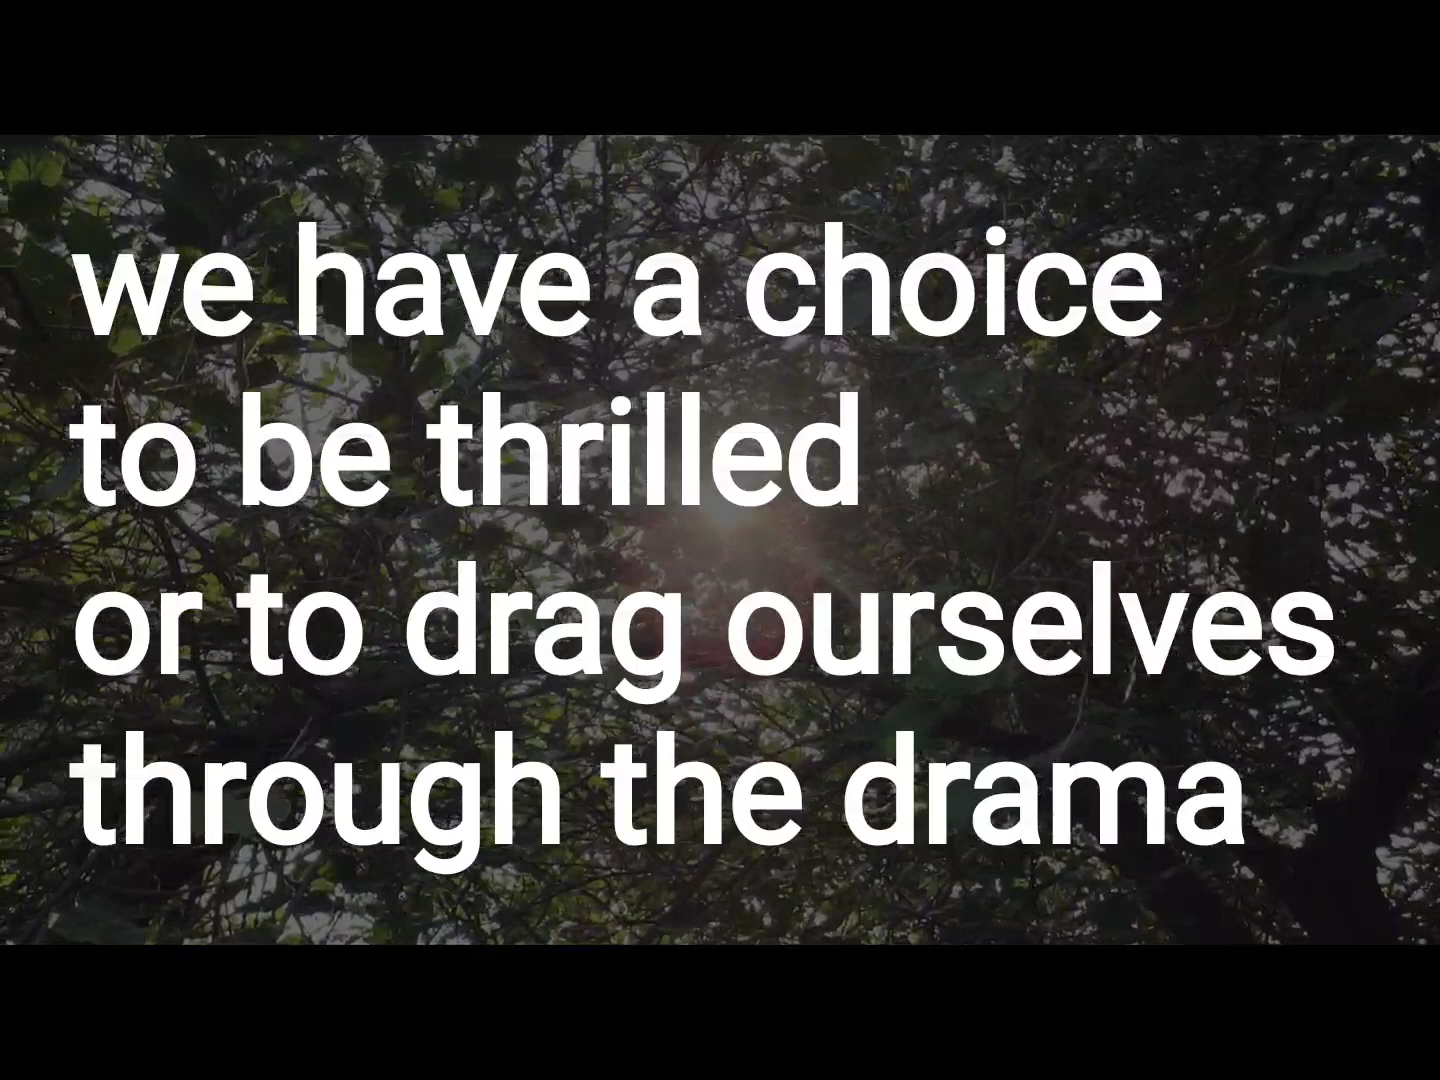 we have a choice
to be thrilled
or to drag ourselves
through the drama